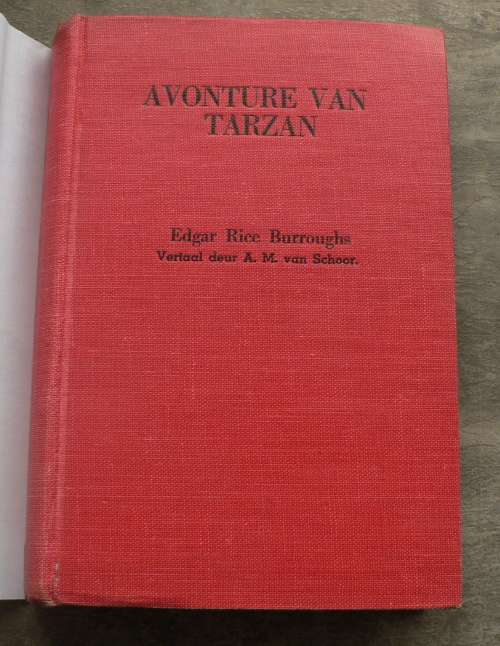 AVONTURE VAN
TARZAN
Edgar Rice Burroughs
Vertaal deur A. M. van Schoor.